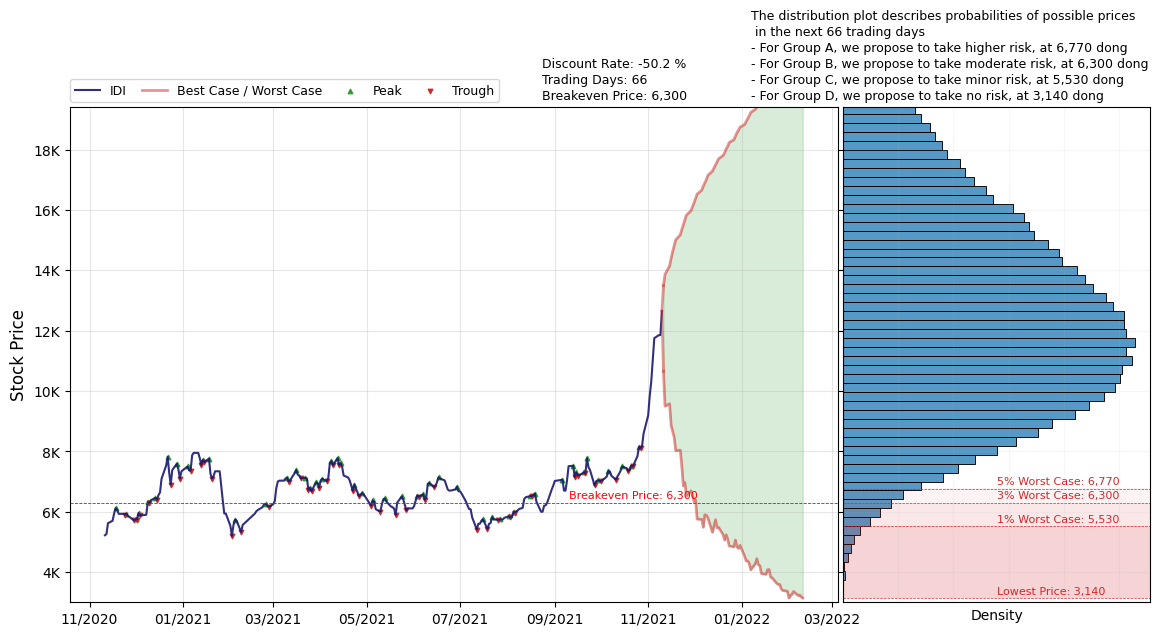 The distribution plot describes probabilities of possible prices
in the next 66 trading days
- For Group A, we propose to take higher risk, at 6,770 dong
- For Group B, we propose to take moderate risk, at 6,300 dong
- For Group C, we propose to take minor risk, at 5,530 dong
- For Group D, we propose to take no risk, at 3,140 dong
Discount Rate: -50.2 %
Trading Days: 66
Breakeven Price: 6,300
IDI
Best Case / Worst Case
Peak
Trough
Stock Price
18K
16K
14K
12K
10K
8K
6K
4K
Breakeven Price: 6,300
5% Worst Case: 6,770
3% Worst Case: 6,300
1% Worst Case: 5,530
Lowest Price: 3,140
11/2020
01/2021
03/2021
05/2021
07/2021
09/2021
11/2021
01/2022
03/2022
Density